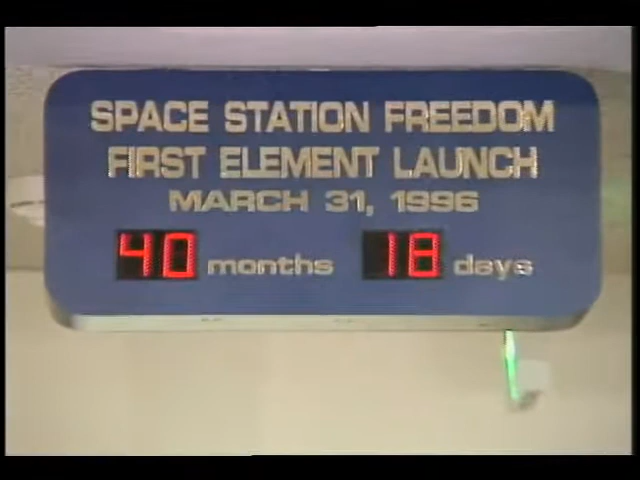 SPACE STATION FREEDOM
FIRST ELEMENT LAUNCH
MARCH 31, 1996
40 months 18 days